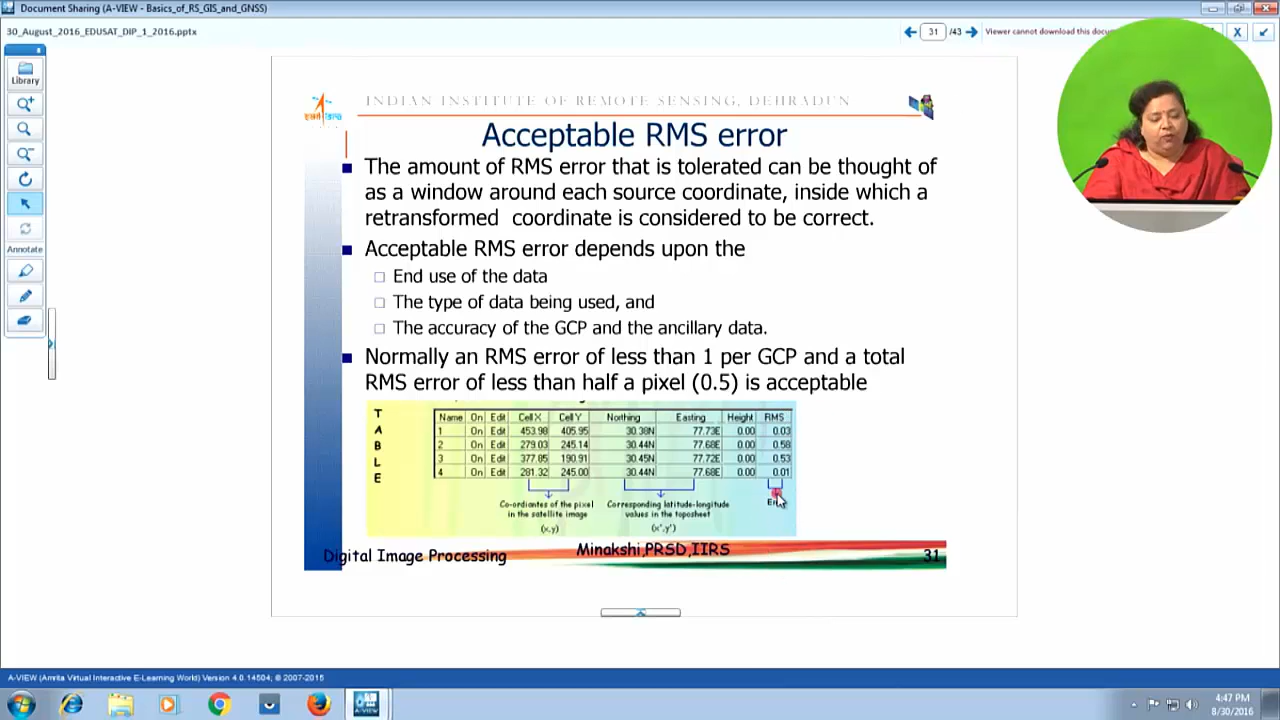 Document Sharing (A-VIEW - Basics_of_RS_GIS_and_GNSS)
30_August_2016_EDUSAT_DIP_1_2016.pptx
31 /43 Viewer cannot download this docum
Library
Annotate
INDIAN INSTITUTE OF REMOTE SENSING, DEHRADUN
Acceptable RMS error
The amount of RMS error that is tolerated can be thought of
as a window around each source coordinate, inside which a
retransformed coordinate is considered to be correct.
Acceptable RMS error depends upon the
End use of the data
The type of data being used, and
The accuracy of the GCP and the ancillary data.
Normally an RMS error of less than 1 per GCP and a total
RMS error of less than half a pixel (0.5) is acceptable
TABLE
Name On Edit Cell X Cell Y Northing Easting Height RMS
1 On Edit 453.98 405.95 30.38N 77.73E 0.00 0.03
2 On Edit 279.03 245.14 30.44N 77.68E 0.00 0.58
3 On Edit 377.85 190.91 30.45N 77.72E 0.00 0.53
4 On Edit 281.32 245.00 30.44N 77.68E 0.00 0.01
Co-ordiantes of the pixel
in the satellite image
(x,y)
Corresponding latitude-longitude
values in the toposheet
(x',y')
Digital Image Processing
Minakshi,PRSD,IIRS
31
A-VIEW (Amrita Virtual Interactive E-Learning World) Version 4.0.14504; © 2007-2015
4:47 PM
8/30/2016